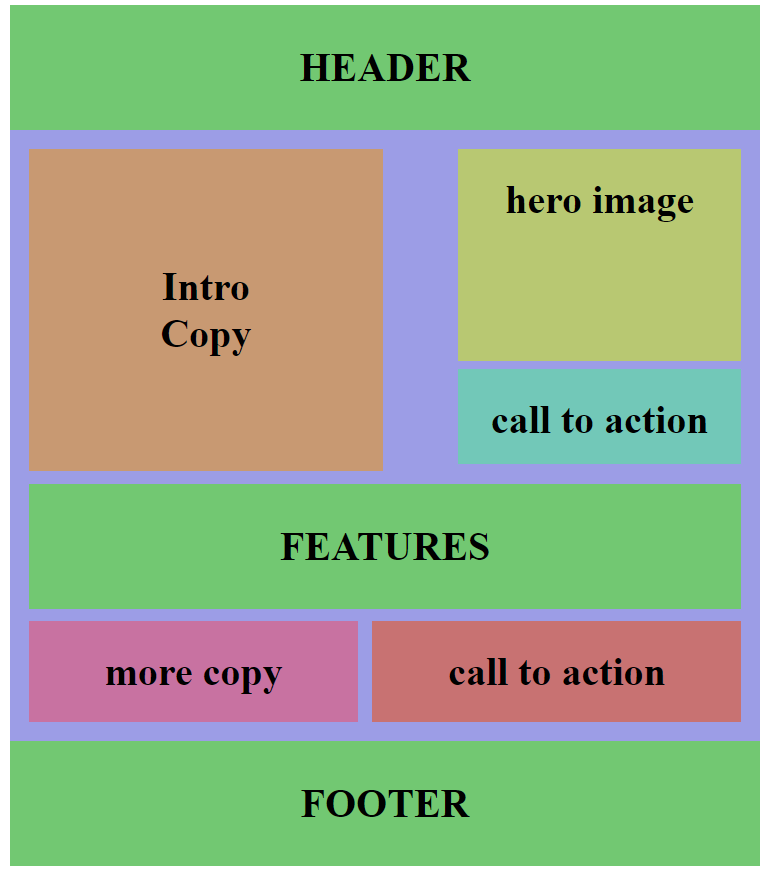 HEADER
Intro
Copy
hero image
call to action
FEATURES
more copy
call to action
FOOTER